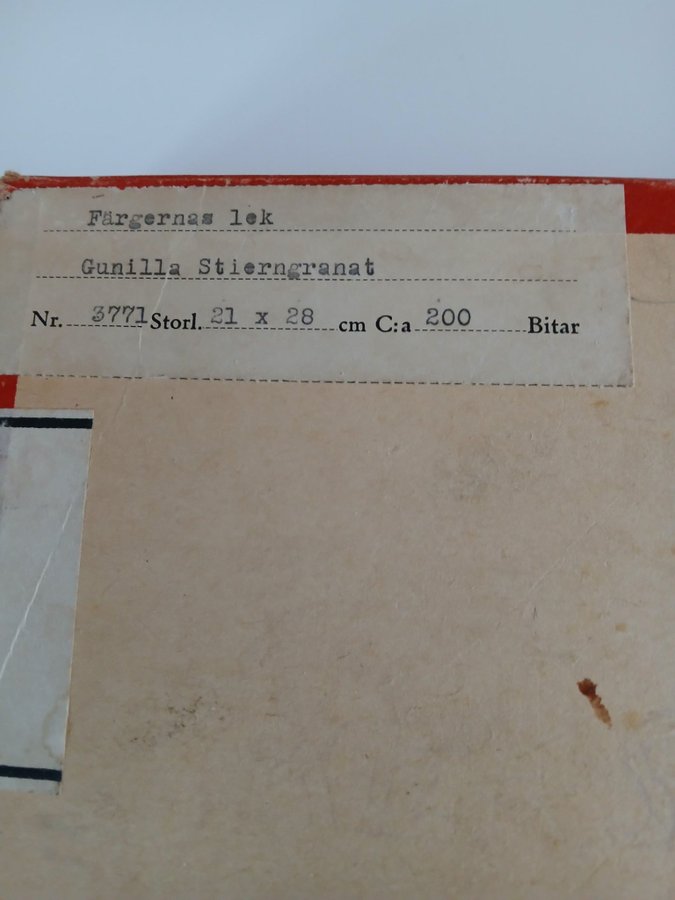 Färgernas lek
Gunilla Stierngranat
Nr. 3771 Storl. 21 x 28 cm C:a 200 Bitar